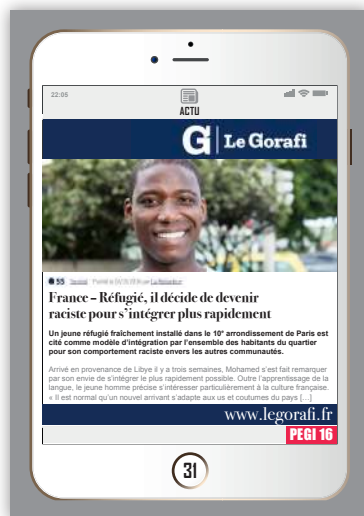 22:05
ACTU
G Le Gorafi
55
France – Réfugié, il décide de devenir
raciste pour s’intégrer plus rapidement
Un jeune réfugié fraîchement installé dans le 10e arrondissement de Paris est
cité comme modèle d’intégration par l’ensemble des habitants du quartier
pour son comportement raciste envers les autres communautés.
Arrivé en provenance de Libye il y a trois semaines, Mohamed s’est fait remarquer
par son envie de s’intégrer le plus rapidement possible. Outre l’apprentissage de la
langue, le jeune homme précise s’intéresser particulièrement à la culture française.
« Il est normal qu’un nouvel arrivant s’adapte aux us et coutumes du pays […]
www.legorafi.fr
PEGI 16
31